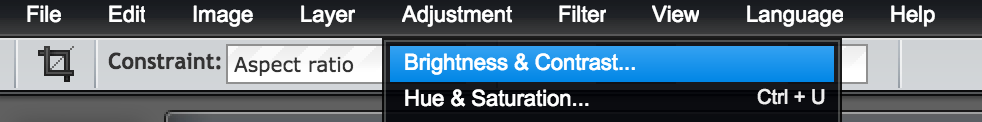 File Edit Image Layer Adjustment Filter View Language Help
Constraint: Aspect ratio
Brightness & Contrast...
Hue & Saturation... Ctrl + U